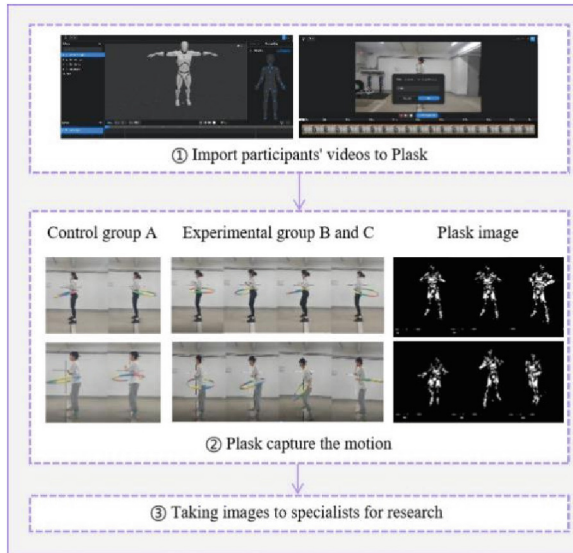 ① Import participants' videos to Plask
Control group A
Experimental group B and C
Plask image
② Plask capture the motion
③ Taking images to specialists for research